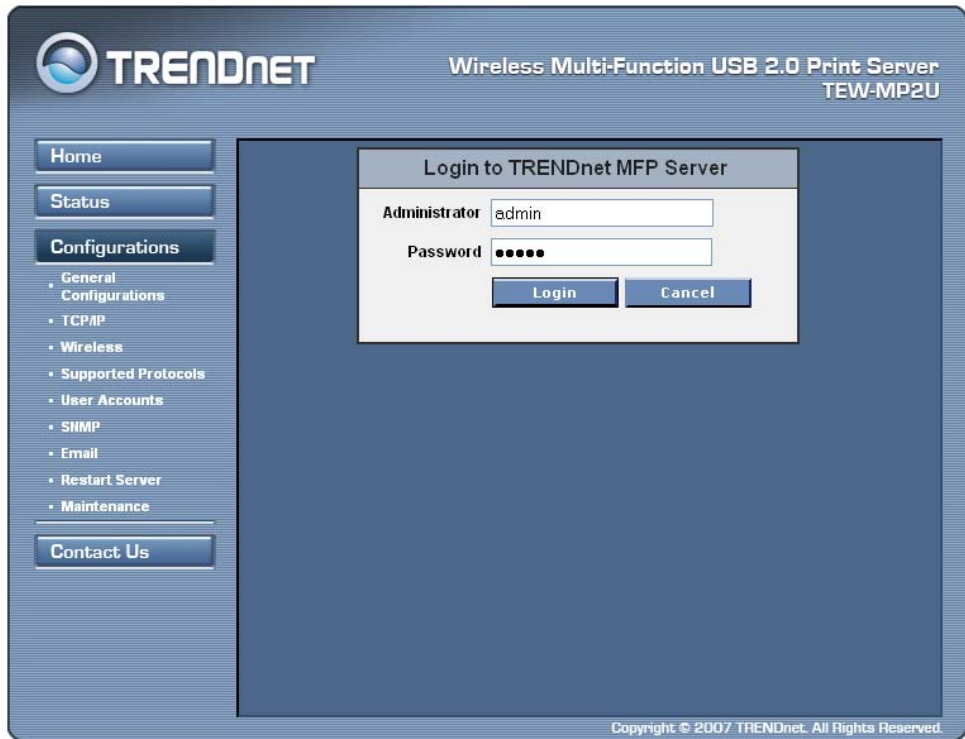 TRENDNET
Wireless Multi-Function USB 2.0 Print Server
TEW-MP2U
Home
Status
Configurations
General
Configurations
TCP/IP
Wireless
Supported Protocols
User Accounts
SNMP
Email
Restart Server
Maintenance
Contact Us
Login to TRENDnet MFP Server
Administrator admin
Password •••••
Login Cancel
Copyright © 2007 TRENDnet. All Rights Reserved.